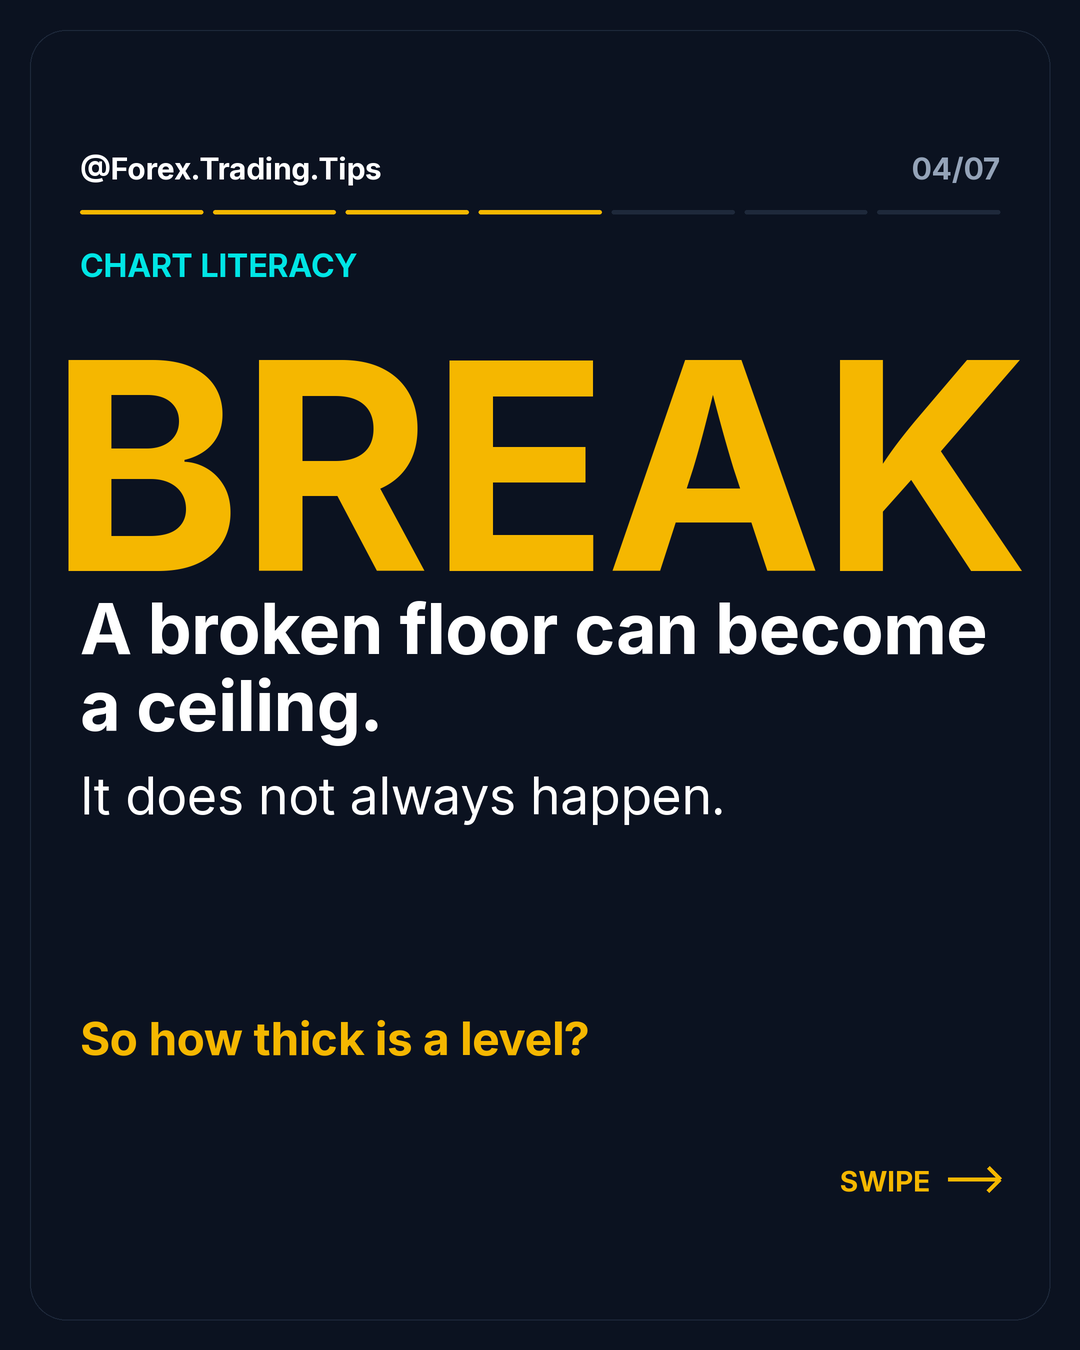 @Forex.Trading.Tips
04/07
CHART LITERACY
BREAK
A broken floor can become
a ceiling.
It does not always happen.
So how thick is a level?
SWIPE